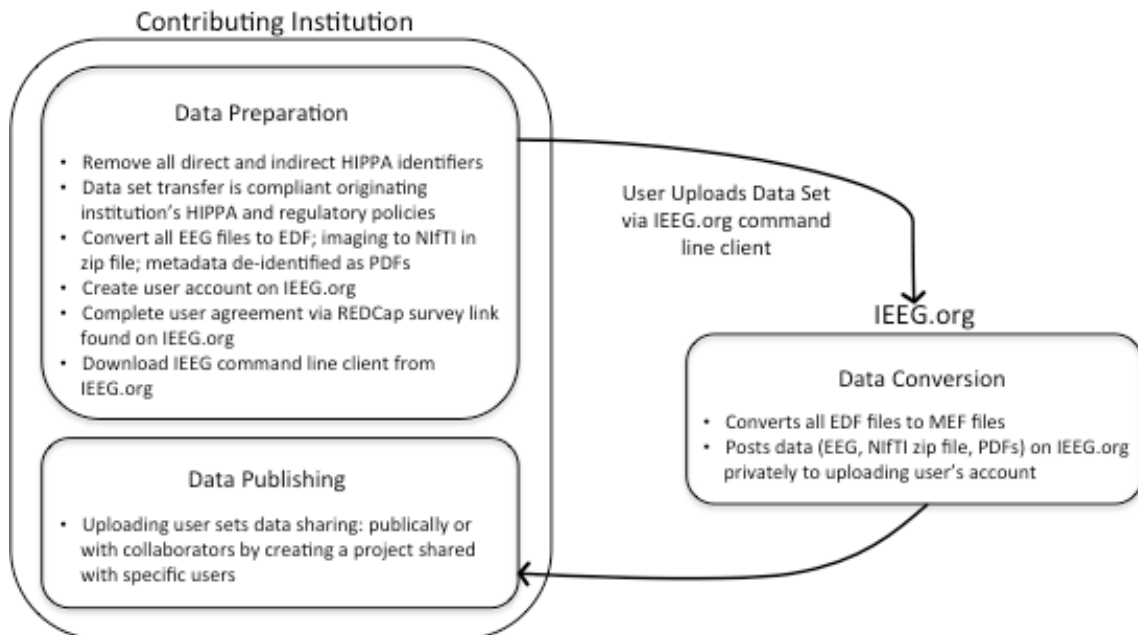 Contributing Institution
Data Preparation
• Remove all direct and indirect HIPPA identifiers
• Data set transfer is compliant originating
institution's HIPPA and regulatory policies
• Convert all EEG files to EDF; imaging to NIfTI in
zip file; metadata de-identified as PDFs
• Create user account on IEEG.org
• Complete user agreement via REDCap survey link
found on IEEG.org
• Download IEEG command line client from
IEEG.org
User Uploads Data Set
via IEEG.org command
line client
IEEG.org
Data Conversion
• Converts all EDF files to MEF files
• Posts data (EEG, NIfTI zip file, PDFs) on IEEG.org
privately to uploading user's account
Data Publishing
• Uploading user sets data sharing: publically or
with collaborators by creating a project shared
with specific users